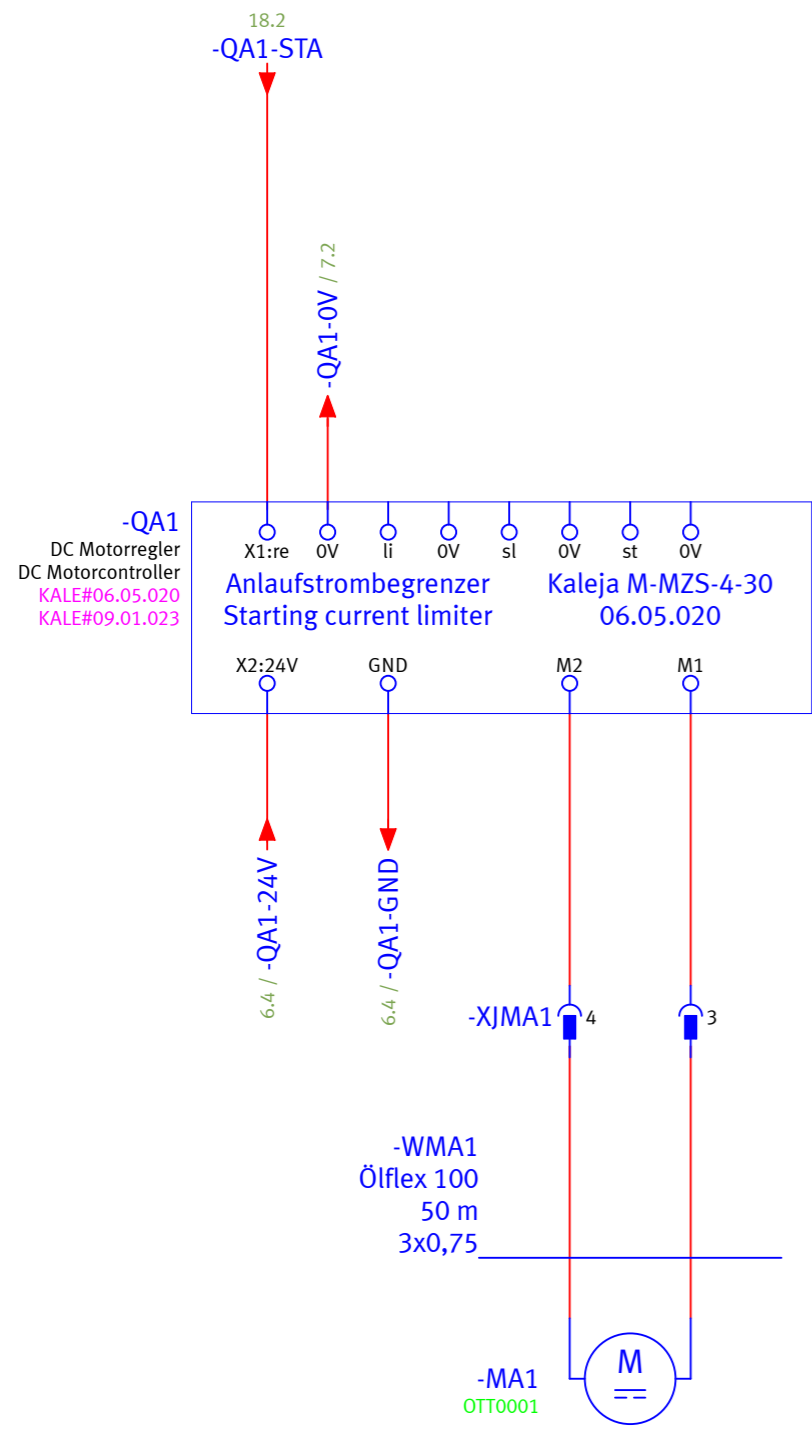 18.2
-QA1-STA
-QA1-0V / 7.2
-QA1
DC Motorregler
DC Motorcontroller
KALE#06.05.020
KALE#09.01.023
X1:re 0V li 0V sl 0V st 0V
Anlaufstrombegrenzer Kaleja M-MZS-4-30
Starting current limiter 06.05.020
X2:24V GND M2 M1
6.4 / -QA1-24V
6.4 / -QA1-GND
-XJMA1 4 3
-WMA1
Ölflex 100
50 m
3x0,75
M
-MA1
OTT0001